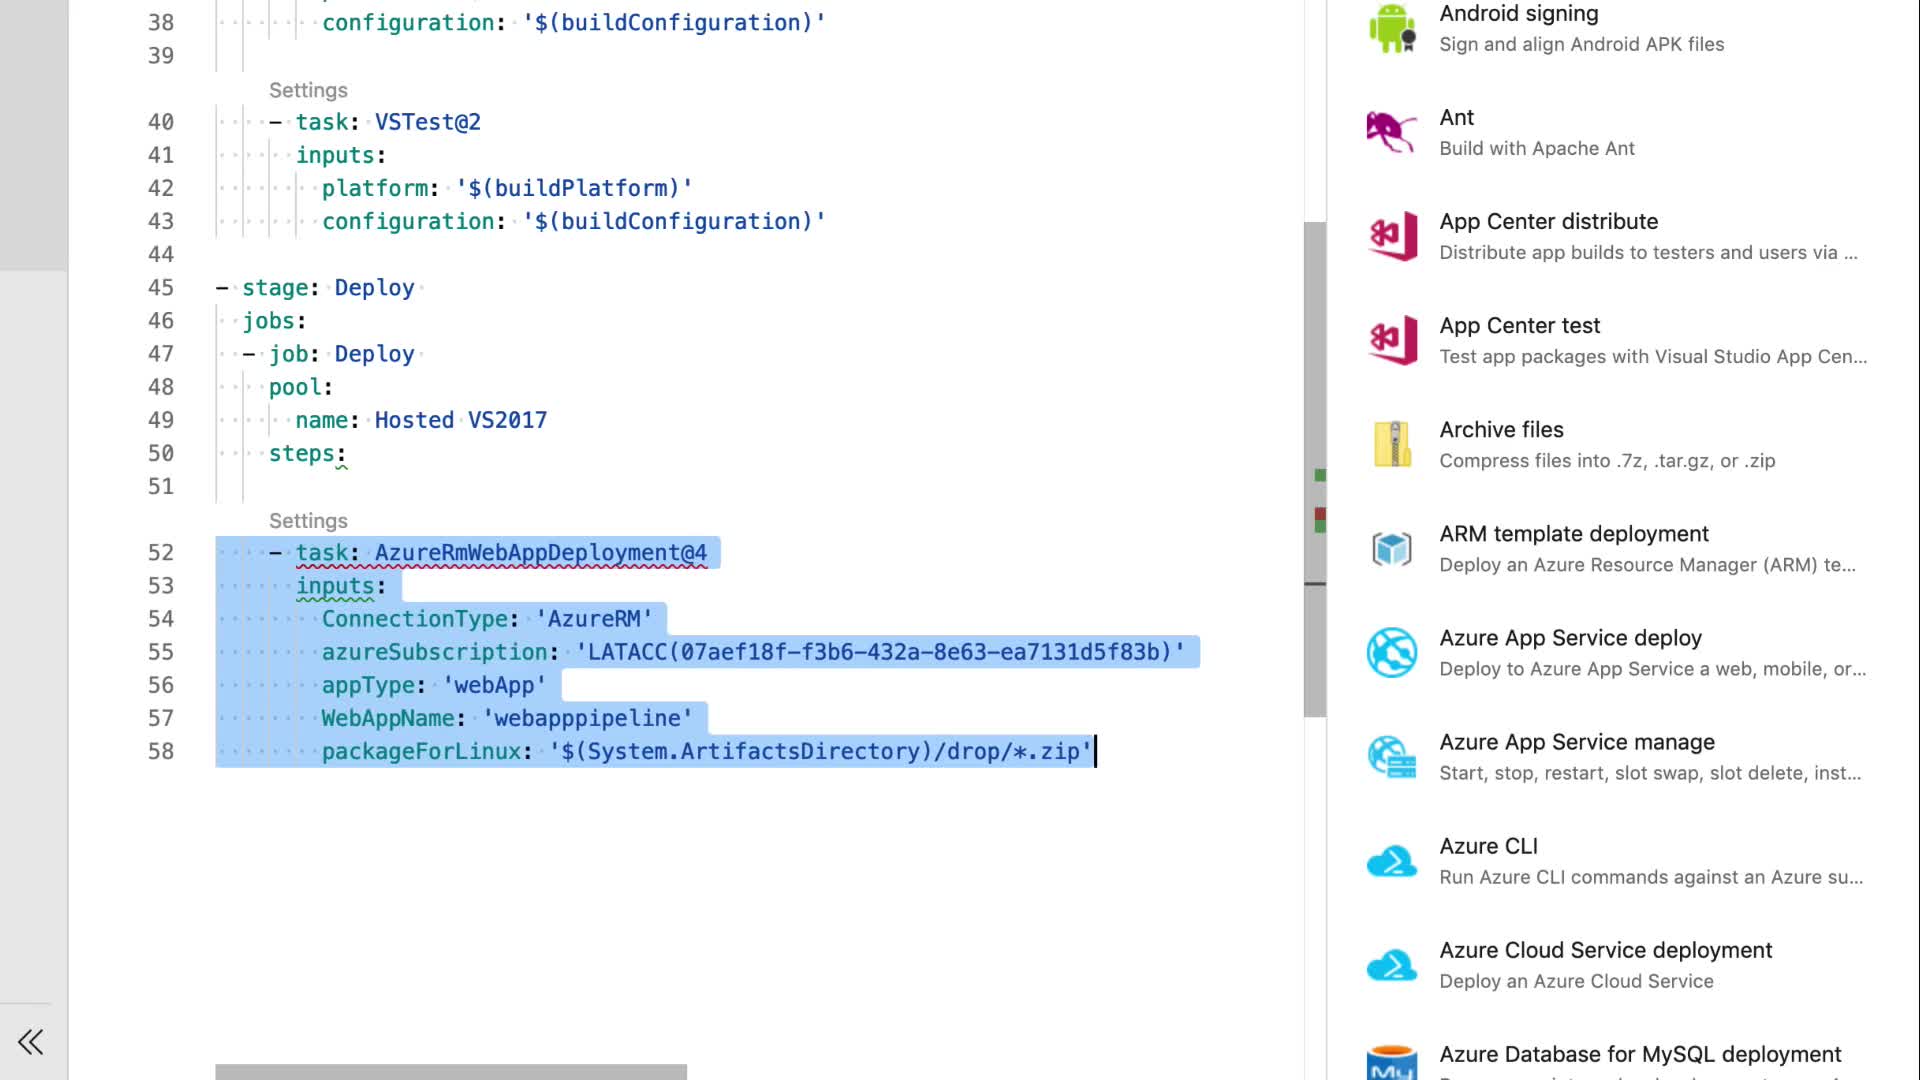 38 configuration: '$(buildConfiguration)'
39
Settings
40 - task: VSTest@2
41 inputs:
42 platform: '$(buildPlatform)'
43 configuration: '$(buildConfiguration)'
44
45 - stage: Deploy
46 jobs:
47 - job: Deploy
48 pool:
49 name: Hosted VS2017
50 steps:
51
Settings
52 - task: AzureRmWebAppDeployment@4
53 inputs:
54 ConnectionType: 'AzureRM'
55 azureSubscription: 'LATACC(07aef18f-f3b6-432a-8e63-ea7131d5f83b)'
56 appType: 'webApp'
57 WebAppName: 'webapppipeline'
58 packageForLinux: '$(System.ArtifactsDirectory)/drop/*.zip'
Android signing
Sign and align Android APK files
Ant
Build with Apache Ant
App Center distribute
Distribute app builds to testers and users via ...
App Center test
Test app packages with Visual Studio App Cen...
Archive files
Compress files into .7z, .tar.gz, or .zip
ARM template deployment
Deploy an Azure Resource Manager (ARM) te...
Azure App Service deploy
Deploy to Azure App Service a web, mobile, or...
Azure App Service manage
Start, stop, restart, slot swap, slot delete, inst...
Azure CLI
Run Azure CLI commands against an Azure su...
Azure Cloud Service deployment
Deploy an Azure Cloud Service
My
Azure Database for MySQL deployment